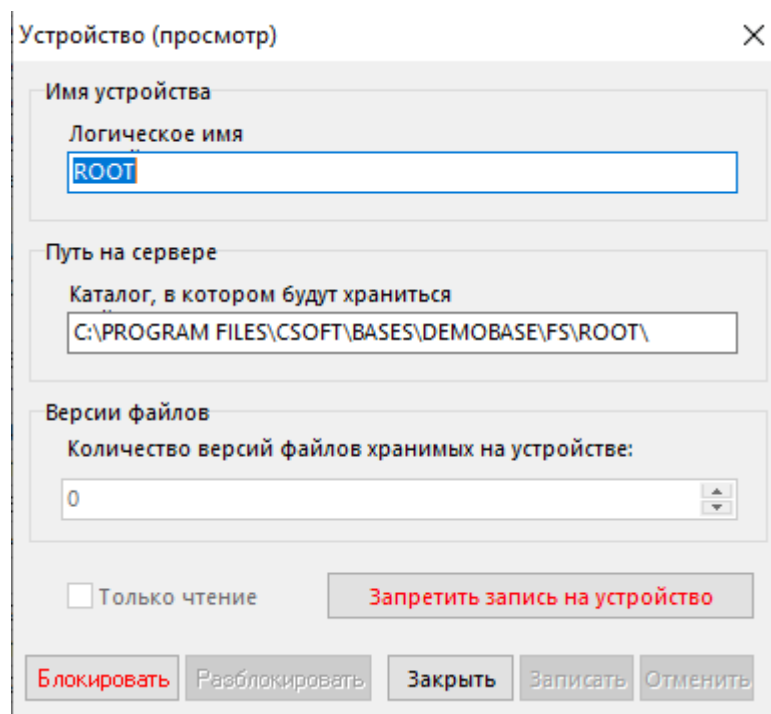 Устройство (просмотр)
Имя устройства
Логическое имя
ROOT
Путь на сервере
Каталог, в котором будут храниться
C:\PROGRAM FILES\CSOFT\BASES\DEMOBASE\FS\ROOT\
Версии файлов
Количество версий файлов хранимых на устройстве:
0
Только чтение
Запретить запись на устройство
Блокировать Разблокировать Закрыть Записать Отменить